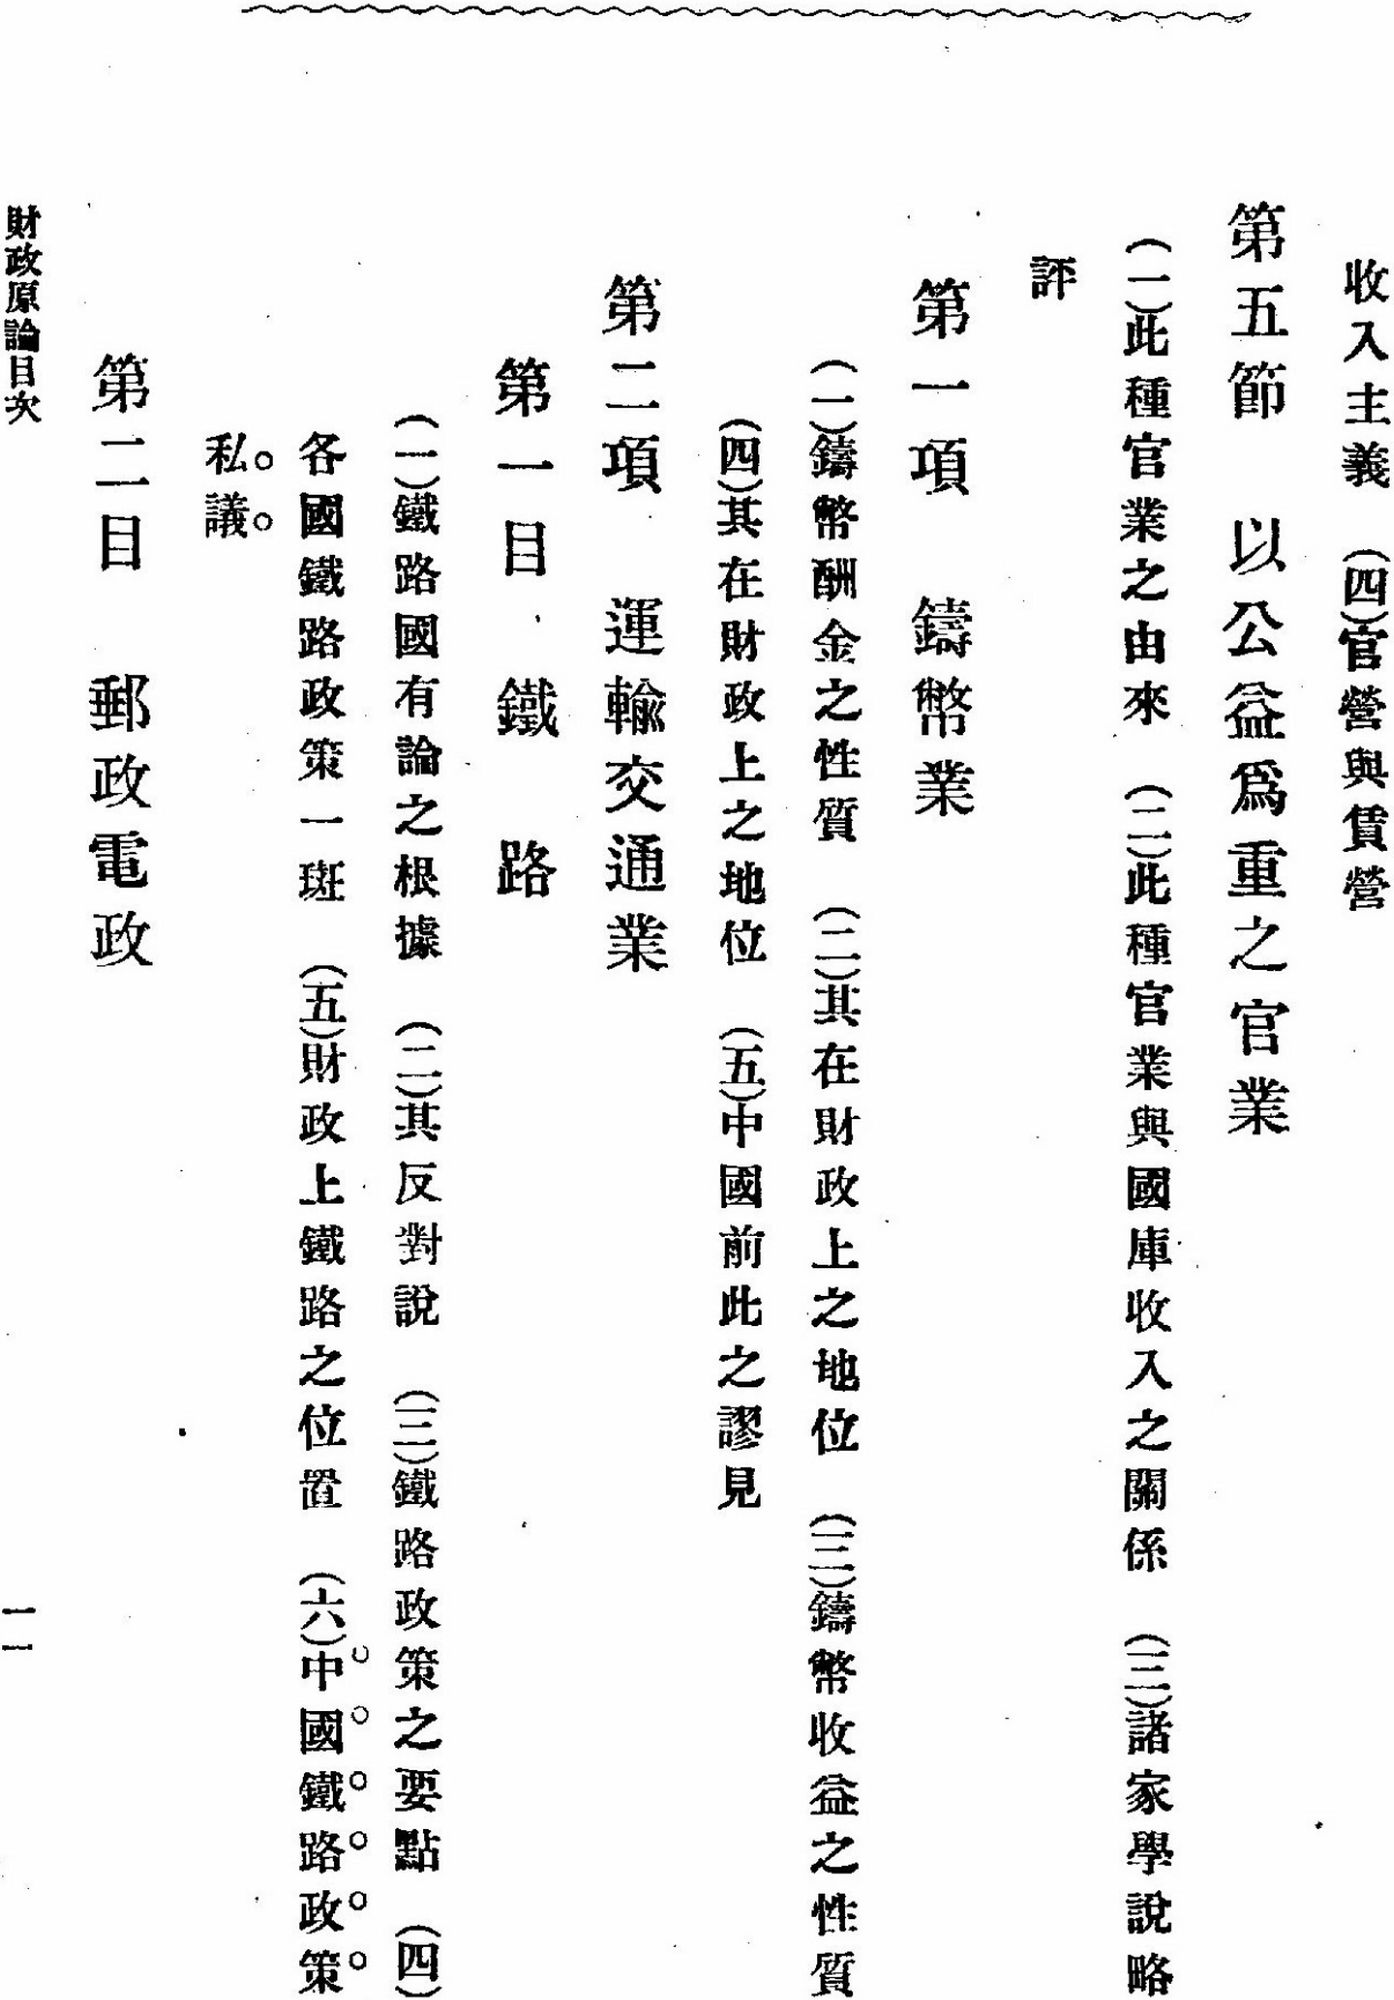 收入主義　(四)官營與賃營
第五節　以公益爲重之官業
(一)此種官業之由來　(二)此種官業與國庫收入之關係　(三)諸家學說略
評
第一項　鑄幣業
(一)鑄幣酬金之性質　(二)其在財政上之地位　(三)鑄幣收益之性質
(四)其在財政上之地位　(五)中國前此之謬見
第二項　運輸交通業
第一目　鐵路
(一)鐵路國有論之根據　(二)其反對說　(三)鐵路政策之要點　(四)
各國鐵路政策一斑　(五)財政上鐵路之位置　(六)中國鐵路政策
私議
第二目　郵政電政
財政原論目次
一一